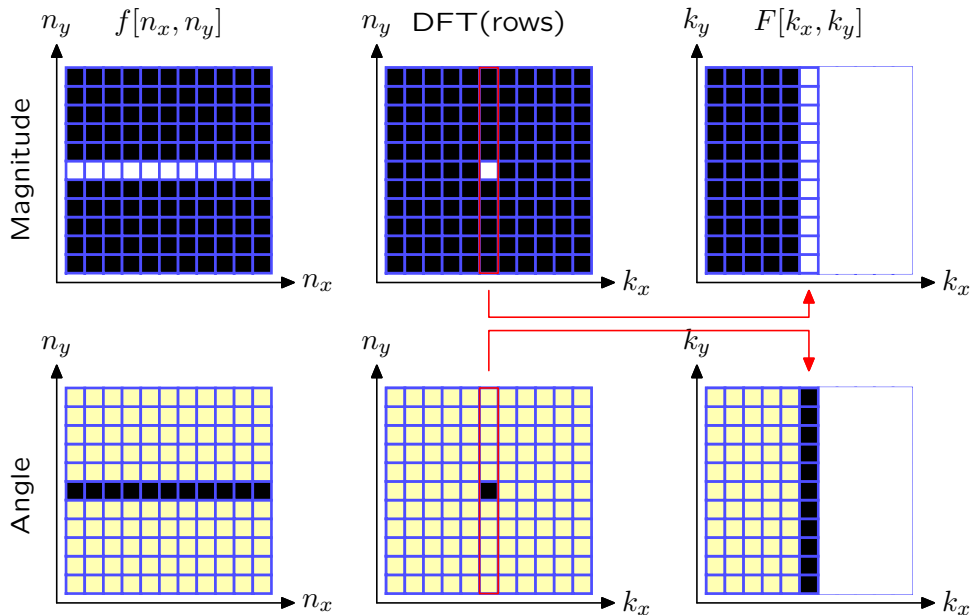 n_y f[n_x, n_y] n_y DFT(rows) k_y F[k_x, k_y]
Magnitude
n_x k_x k_x
n_y n_y k_y
Angle
n_x k_x k_x